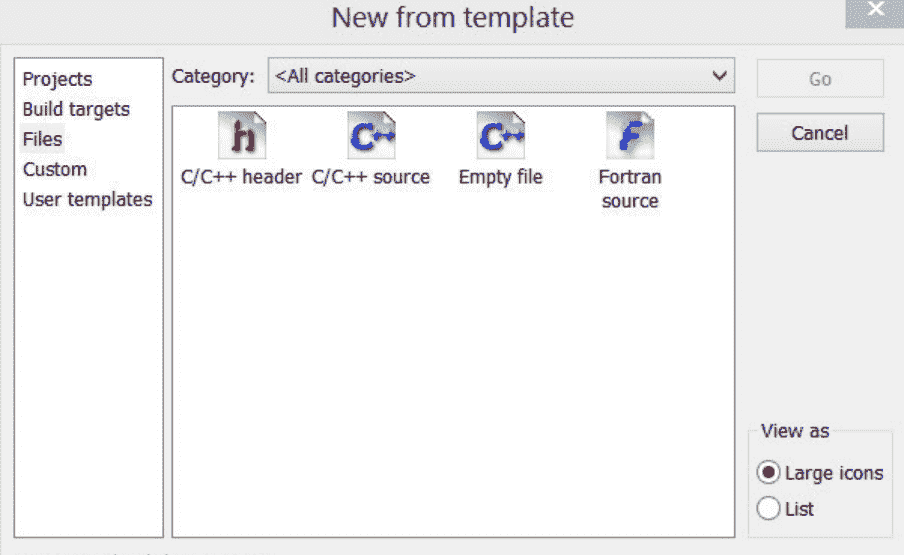 New from template
Projects
Build targets
Files
Custom
User templates
Category: <All categories>
Go
Cancel
h C++ C++ F
C/C++ header C/C++ source Empty file Fortran
source
View as
Large icons
List